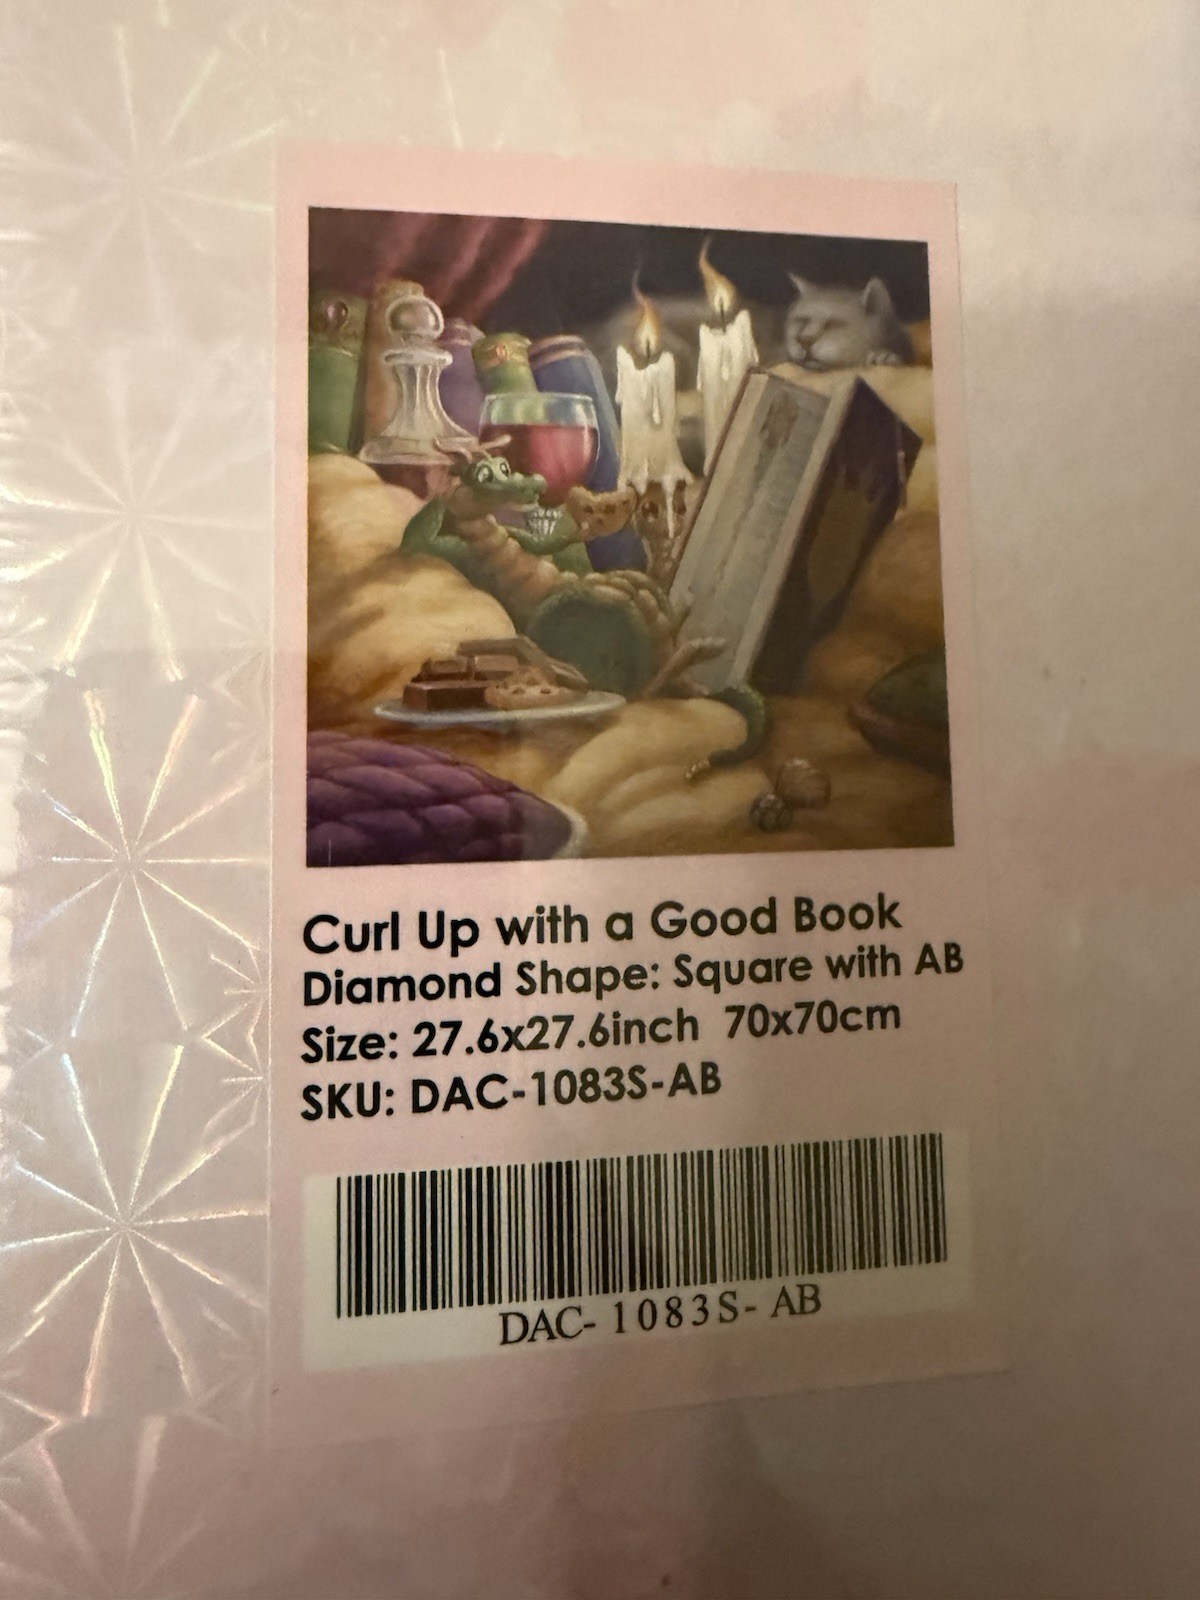 Curl Up with a Good Book
Diamond Shape: Square with AB
Size: 27.6x27.6inch 70x70cm
SKU: DAC-1083S-AB
DAC-1083S-AB